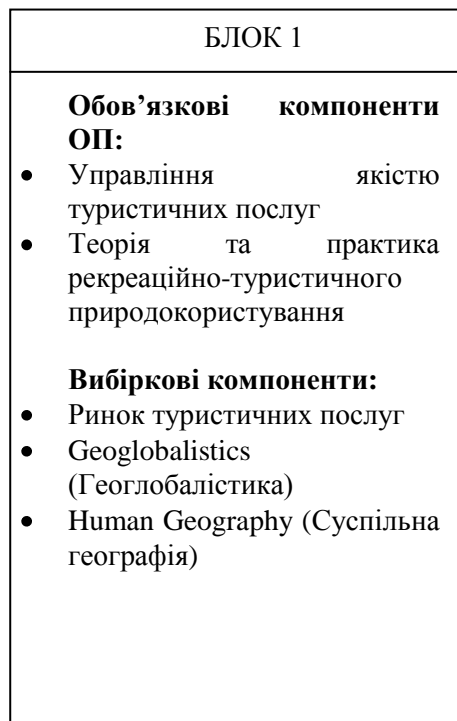 БЛОК 1
Обов’язкові компоненти
ОП:
• Управління якістю
туристичних послуг
• Теорія та практика
рекреаційно-туристичного
природокористування
Вибіркові компоненти:
• Ринок туристичних послуг
• Geoglobalistics
(Геоглобалістика)
• Human Geography (Суспільна
географія)